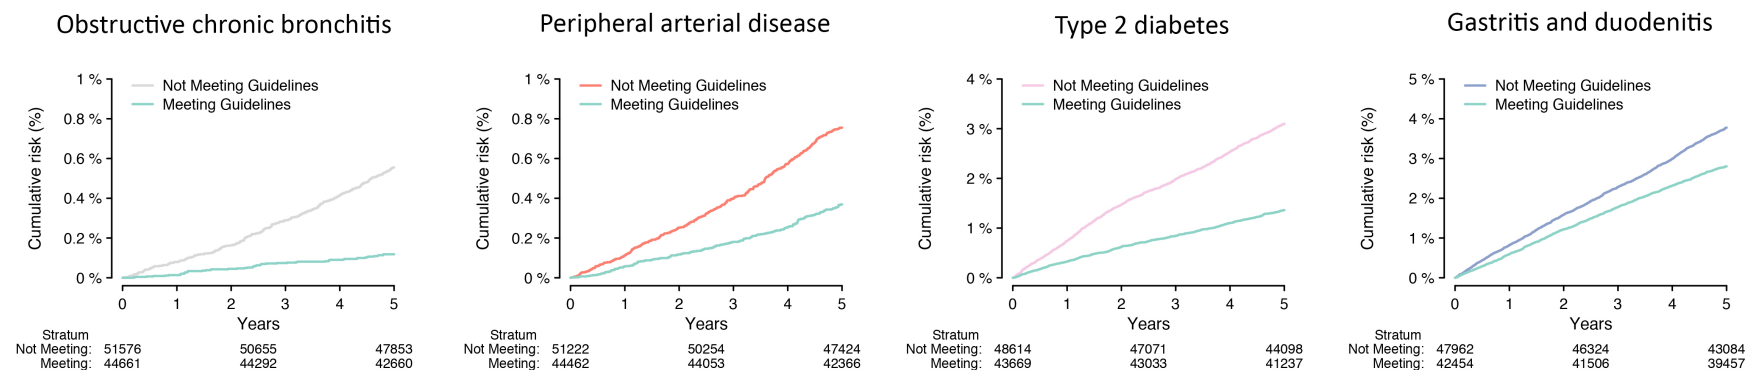 Obstructive chronic bronchitis
1 %
0.8 %
0.6 %
0.4 %
0.2 %
0 %
Cumulative risk (%)
Not Meeting Guidelines
Meeting Guidelines
0 1 2 3 4 5
Years
Stratum
Not Meeting: 51576 50655 47853
Meeting: 44661 44292 42660
Peripheral arterial disease
1 %
0.8 %
0.6 %
0.4 %
0.2 %
0 %
Cumulative risk (%)
Not Meeting Guidelines
Meeting Guidelines
0 1 2 3 4 5
Years
Stratum
Not Meeting: 51222 50254 47424
Meeting: 44462 44053 42366
Type 2 diabetes
4 %
3 %
2 %
1 %
0 %
Cumulative risk (%)
Not Meeting Guidelines
Meeting Guidelines
0 1 2 3 4 5
Years
Stratum
Not Meeting: 48614 47071 44098
Meeting: 43669 43033 41237
Gastritis and duodenitis
5 %
4 %
3 %
2 %
1 %
0 %
Cumulative risk (%)
Not Meeting Guidelines
Meeting Guidelines
0 1 2 3 4 5
Years
Stratum
Not Meeting: 47962 46324 43084
Meeting: 42454 41506 39457